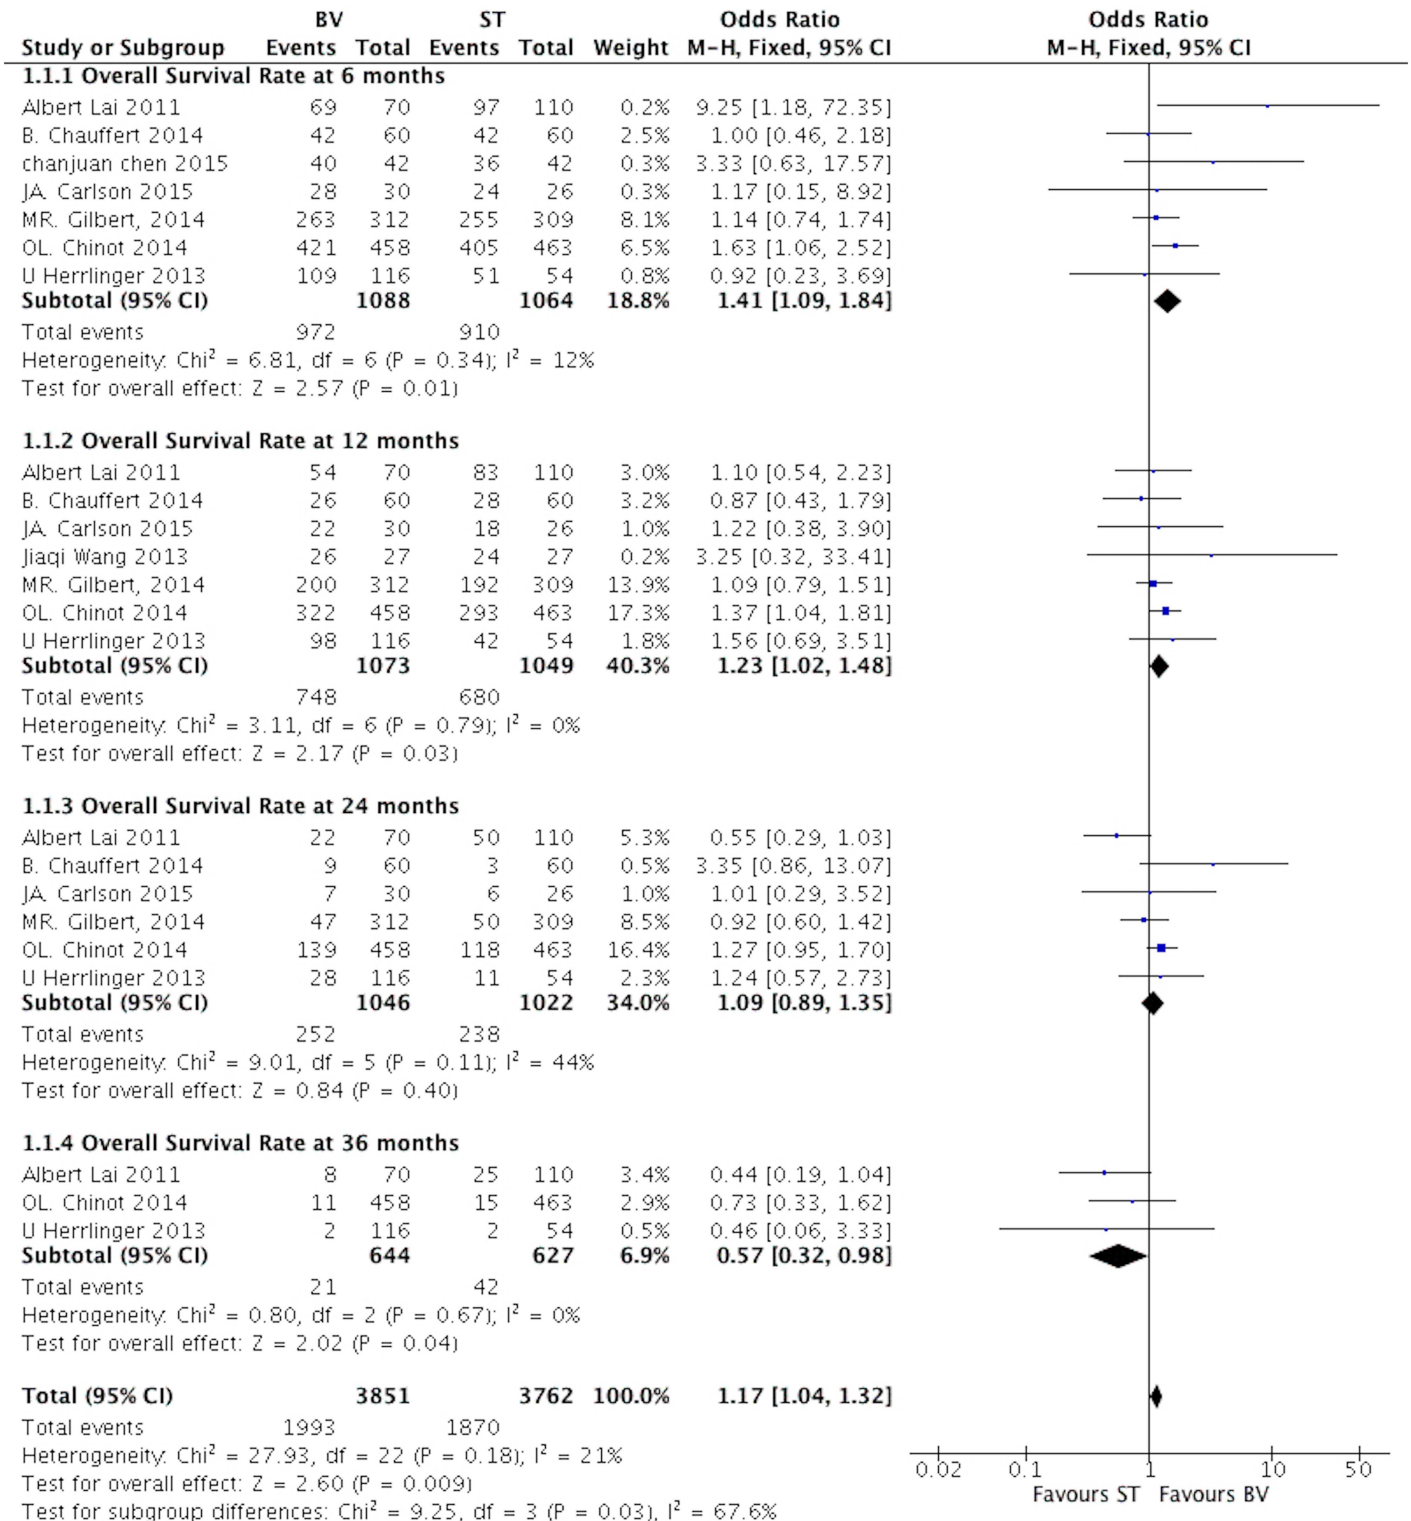 BV ST Odds Ratio Odds Ratio
Study or Subgroup Events Total Events Total Weight M-H, Fixed, 95% CI M-H, Fixed, 95% CI
1.1.1 Overall Survival Rate at 6 months
Albert Lai 2011 69 70 97 110 0.2% 9.25 [1.18, 72.35]
B. Chauffert 2014 42 60 42 60 2.5% 1.00 [0.46, 2.18]
chanjuan chen 2015 40 42 36 42 0.3% 3.33 [0.63, 17.57]
JA. Carlson 2015 28 30 24 26 0.3% 1.17 [0.15, 8.92]
MR. Gilbert, 2014 263 312 255 309 8.1% 1.14 [0.74, 1.74]
OL. Chinot 2014 421 458 405 463 6.5% 1.63 [1.06, 2.52]
U Herrlinger 2013 109 116 51 54 0.8% 0.92 [0.23, 3.69]
Subtotal (95% CI) 1088 1064 18.8% 1.41 [1.09, 1.84]
Total events 972 910
Heterogeneity: Chi² = 6.81, df = 6 (P = 0.34); I² = 12%
Test for overall effect: Z = 2.57 (P = 0.01)
1.1.2 Overall Survival Rate at 12 months
Albert Lai 2011 54 70 83 110 3.0% 1.10 [0.54, 2.23]
B. Chauffert 2014 26 60 28 60 3.2% 0.87 [0.43, 1.79]
JA. Carlson 2015 22 30 18 26 1.0% 1.22 [0.38, 3.90]
Jiaqi Wang 2013 26 27 24 27 0.2% 3.25 [0.32, 33.41]
MR. Gilbert, 2014 200 312 192 309 13.9% 1.09 [0.79, 1.51]
OL. Chinot 2014 322 458 293 463 17.3% 1.37 [1.04, 1.81]
U Herrlinger 2013 98 116 42 54 1.8% 1.56 [0.69, 3.51]
Subtotal (95% CI) 1073 1049 40.3% 1.23 [1.02, 1.48]
Total events 748 680
Heterogeneity: Chi² = 3.11, df = 6 (P = 0.79); I² = 0%
Test for overall effect: Z = 2.17 (P = 0.03)
1.1.3 Overall Survival Rate at 24 months
Albert Lai 2011 22 70 50 110 5.3% 0.55 [0.29, 1.03]
B. Chauffert 2014 9 60 3 60 0.5% 3.35 [0.86, 13.07]
JA. Carlson 2015 7 30 6 26 1.0% 1.01 [0.29, 3.52]
MR. Gilbert, 2014 47 312 50 309 8.5% 0.92 [0.60, 1.42]
OL. Chinot 2014 139 458 118 463 16.4% 1.27 [0.95, 1.70]
U Herrlinger 2013 28 116 11 54 2.3% 1.24 [0.57, 2.73]
Subtotal (95% CI) 1046 1022 34.0% 1.09 [0.89, 1.35]
Total events 252 238
Heterogeneity: Chi² = 9.01, df = 5 (P = 0.11); I² = 44%
Test for overall effect: Z = 0.84 (P = 0.40)
1.1.4 Overall Survival Rate at 36 months
Albert Lai 2011 8 70 25 110 3.4% 0.44 [0.19, 1.04]
OL. Chinot 2014 11 458 15 463 2.9% 0.73 [0.33, 1.62]
U Herrlinger 2013 2 116 2 54 0.5% 0.46 [0.06, 3.33]
Subtotal (95% CI) 644 627 6.9% 0.57 [0.32, 0.98]
Total events 21 42
Heterogeneity: Chi² = 0.80, df = 2 (P = 0.67); I² = 0%
Test for overall effect: Z = 2.02 (P = 0.04)
Total (95% CI) 3851 3762 100.0% 1.17 [1.04, 1.32]
Total events 1993 1870
Heterogeneity: Chi² = 27.93, df = 22 (P = 0.18); I² = 21%
Test for overall effect: Z = 2.60 (P = 0.009)
Test for subgroup differences: Chi² = 9.25, df = 3 (P = 0.03), I² = 67.6%
0.02 0.1 1 10 50
Favours ST Favours BV